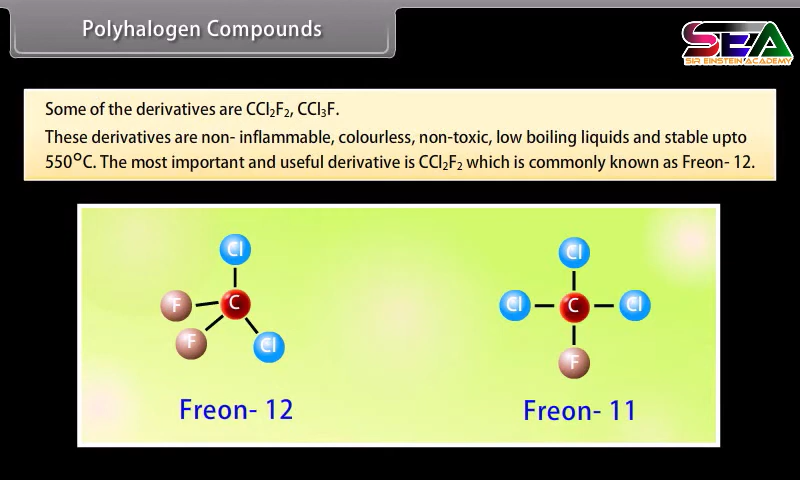 Polyhalogen Compounds
SEA
SIR EINSTEIN ACADEMY
Some of the derivatives are CCl₂F₂, CCl₃F.
These derivatives are non- inflammable, colourless, non-toxic, low boiling liquids and stable upto
550°C. The most important and useful derivative is CCl₂F₂ which is commonly known as Freon- 12.
Cl
F C
F Cl
Freon- 12
Cl
Cl C Cl
F
Freon- 11